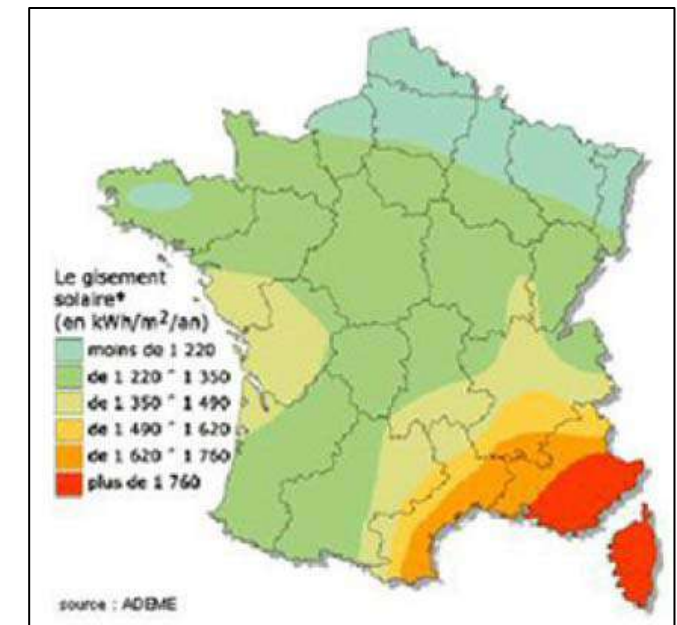 Le gisement
solaire*
(en kWh/m²/an)
moins de 1 220
de 1 220 ˆ 1 350
de 1 350 ˆ 1 490
de 1 490 ˆ 1 620
de 1 620 ˆ 1 760
plus de 1 760
source : ADEME